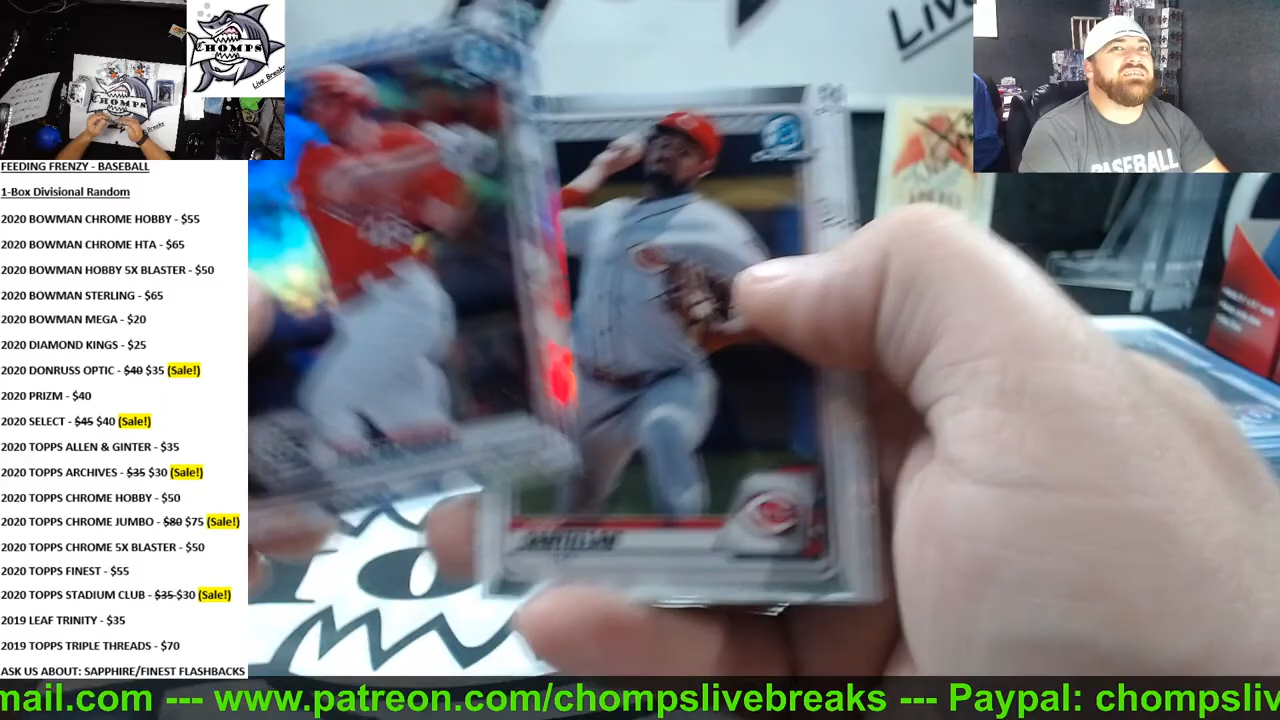 CHOMPS
Live Breaks
CHOMPS
FEEDING FRENZY - BASEBALL
1-Box Divisional Random
2020 BOWMAN CHROME HOBBY - $55
2020 BOWMAN CHROME HTA - $65
2020 BOWMAN HOBBY 5X BLASTER - $50
2020 BOWMAN STERLING - $65
2020 BOWMAN MEGA - $20
2020 DIAMOND KINGS - $25
2020 DONRUSS OPTIC - $40 $35 (Sale!)
2020 PRIZM - $40
2020 SELECT - $45 $40 (Sale!)
2020 TOPPS ALLEN & GINTER - $35
2020 TOPPS ARCHIVES - $35 $30 (Sale!)
2020 TOPPS CHROME HOBBY - $50
2020 TOPPS CHROME JUMBO - $80 $75 (Sale!)
2020 TOPPS CHROME 5X BLASTER - $50
2020 TOPPS FINEST - $55
2020 TOPPS STADIUM CLUB - $35 $30 (Sale!)
2019 LEAF TRINITY - $35
2019 TOPPS TRIPLE THREADS - $70
ASK US ABOUT: SAPPHIRE/FINEST FLASHBACKS
Live
BASEBALL
mail.com --- www.patreon.com/chompslivebreaks --- Paypal: chompsliv